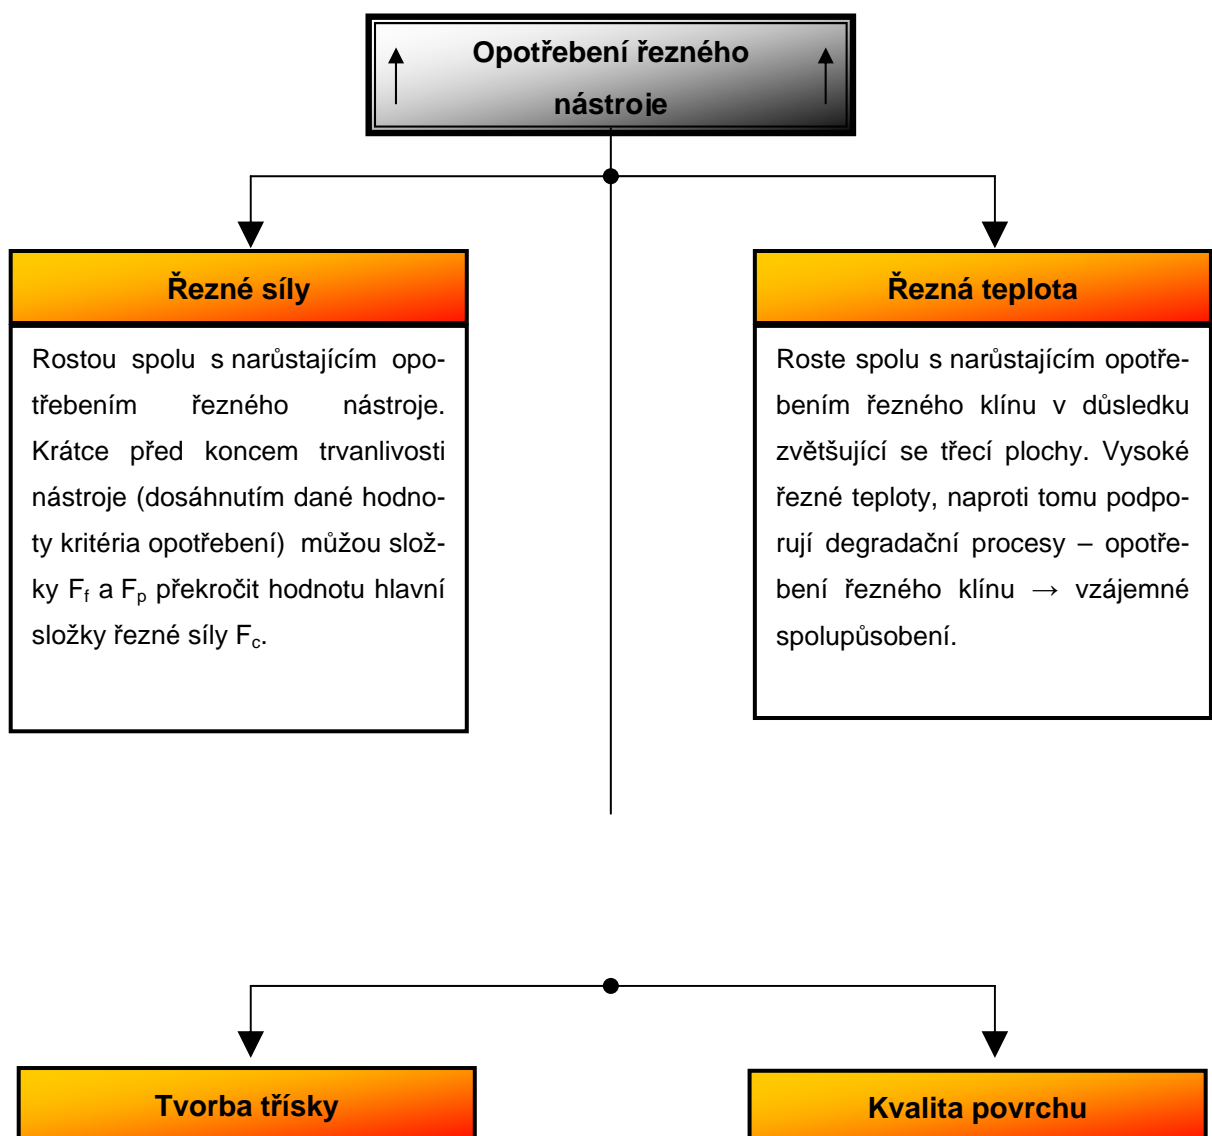 Opotřebení řezného
nástroje
Řezné síly
Rostou spolu s narůstajícím opo-
třebením řezného nástroje.
Krátce před koncem trvanlivosti
nástroje (dosáhnutím dané hodno-
ty kritéria opotřebení) můžou slož-
ky Ff a Fp překročit hodnotu hlavní
složky řezné síly Fc.
Řezná teplota
Roste spolu s narůstajícím opotře-
bením řezného klínu v důsledku
zvětšující se třecí plochy. Vysoké
řezné teploty, naproti tomu podpo-
rují degradační procesy – opotře-
bení řezného klínu → vzájemné
spolupůsobení.
Tvorba třísky
Kvalita povrchu